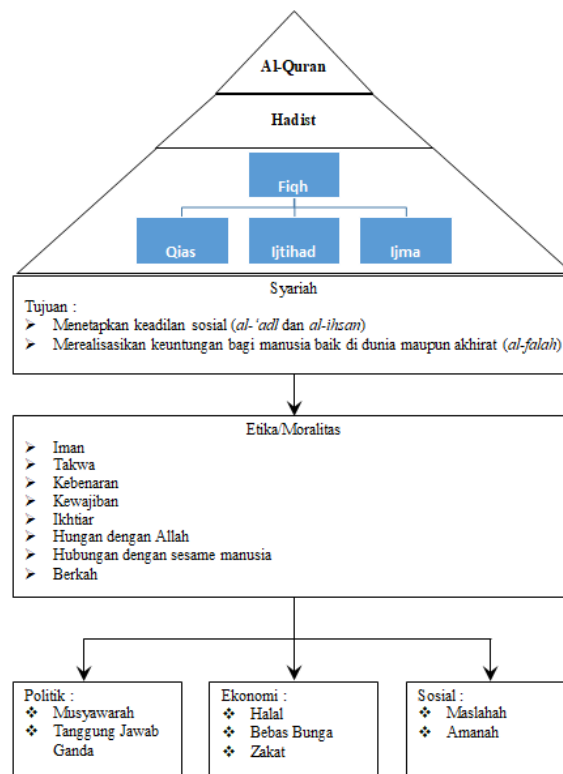 Al-Quran
Hadist
Fiqh
Qias
Ijtihad
Ijma
Syariah
Tujuan :
➢ Menetapkan keadilan sosial (al-'adl dan al-ihsan)
➢ Merealisasikan keuntungan bagi manusia baik di dunia maupun akhirat (al-falah)
Etika/Moralitas
➢ Iman
➢ Takwa
➢ Kebenaran
➢ Kewajiban
➢ Ikhtiar
➢ Hungan dengan Allah
➢ Hubungan dengan sesame manusia
➢ Berkah
Politik :
❖ Musyawarah
❖ Tanggung Jawab
Ganda
Ekonomi :
❖ Halal
❖ Bebas Bunga
❖ Zakat
Sosial :
❖ Maslahah
❖ Amanah